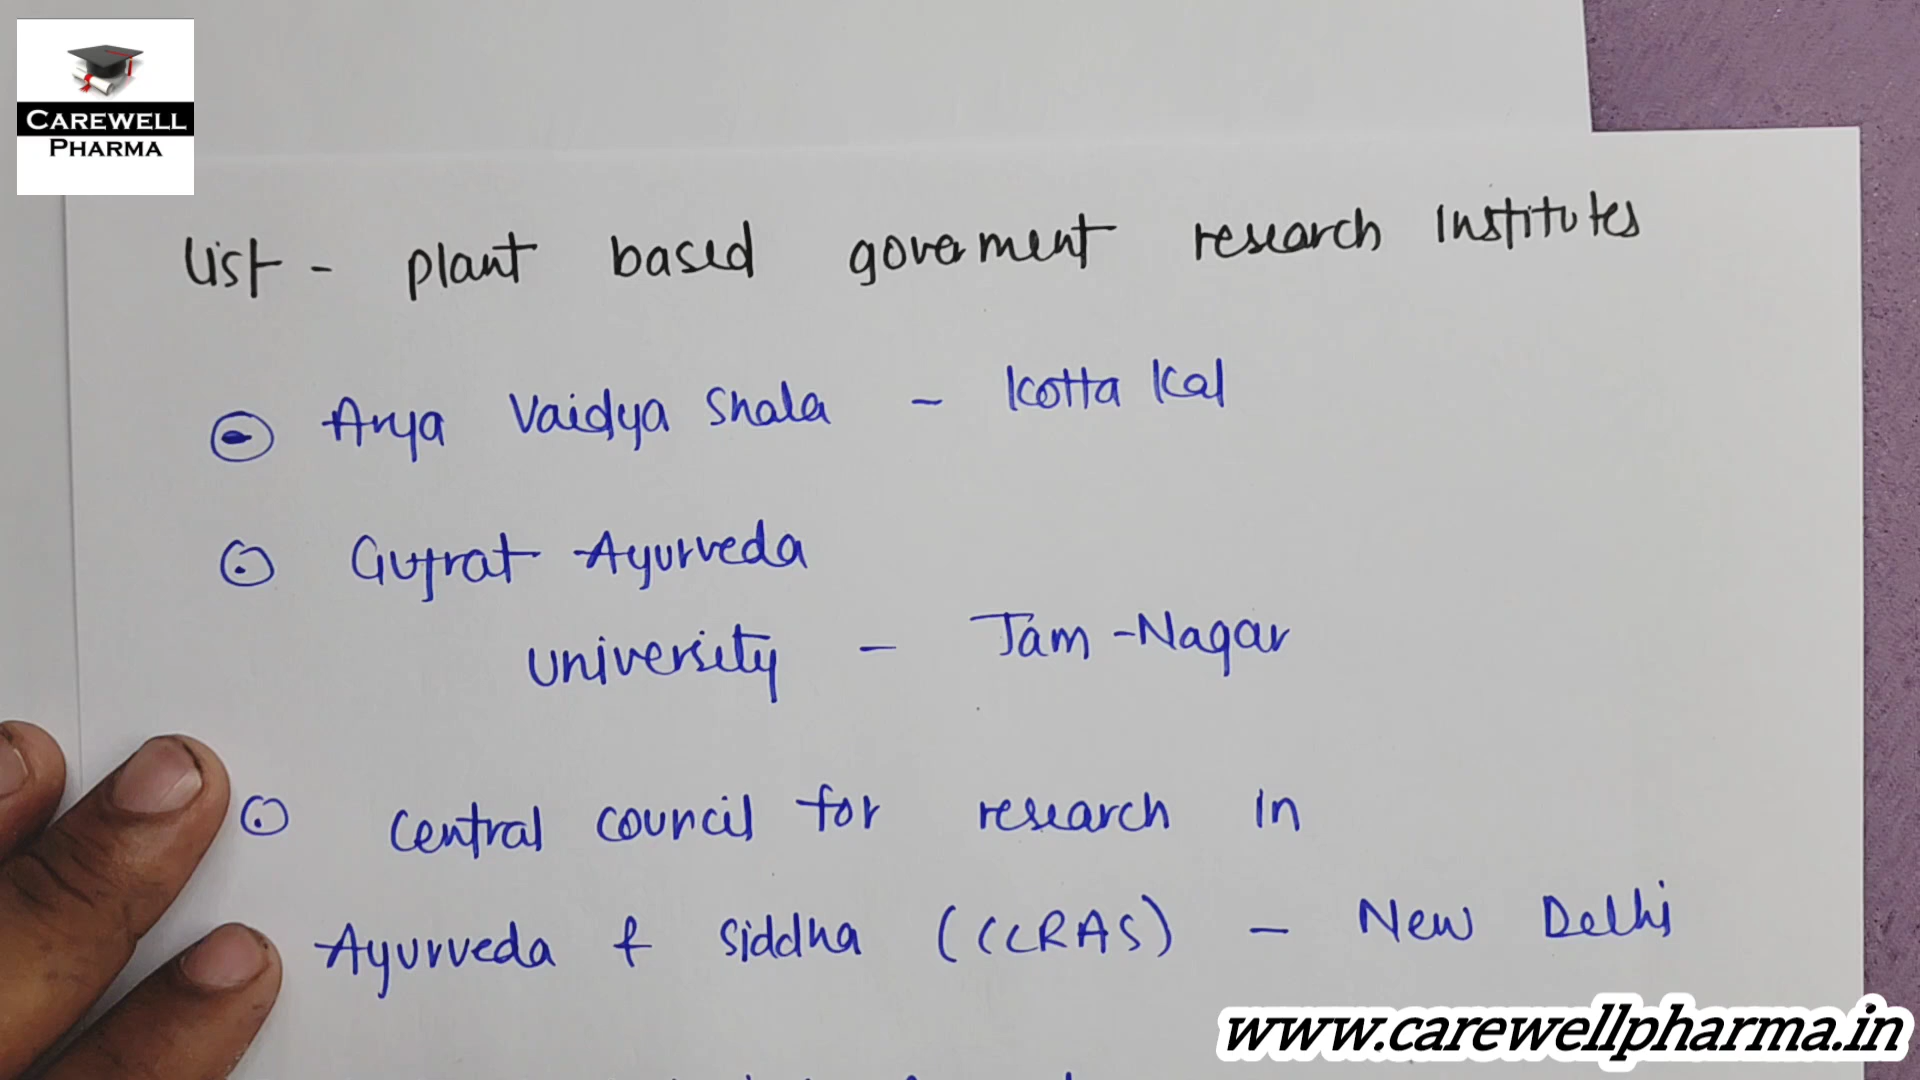 CAREWELL
PHARMA
List - plant based goverment research Institutes
Arya Vaidya Shala - Kotta Kal
Gujrat Ayurveda
University - Jam-Nagar
Central council for research In
Ayurveda & Siddha (CCRAS) - New Delhi
www.carewellpharma.in